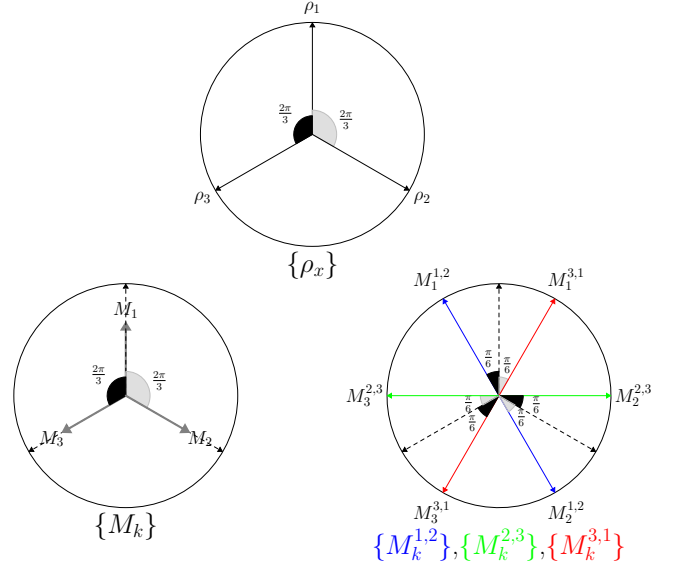 ρ₁
2π/3 2π/3
ρ₃ ρ₂
{ρₓ}
M₁
2π/3 2π/3
M₃ M₂
{Mₖ}
M₁^{1,2} M₁^{3,1}
π/6 π/6
M₃^{2,3} π/6 π/6 M₂^{2,3}
π/6 π/6
M₃^{3,1} M₂^{1,2}
{Mₖ^{1,2}},{Mₖ^{2,3}},{Mₖ^{3,1}}